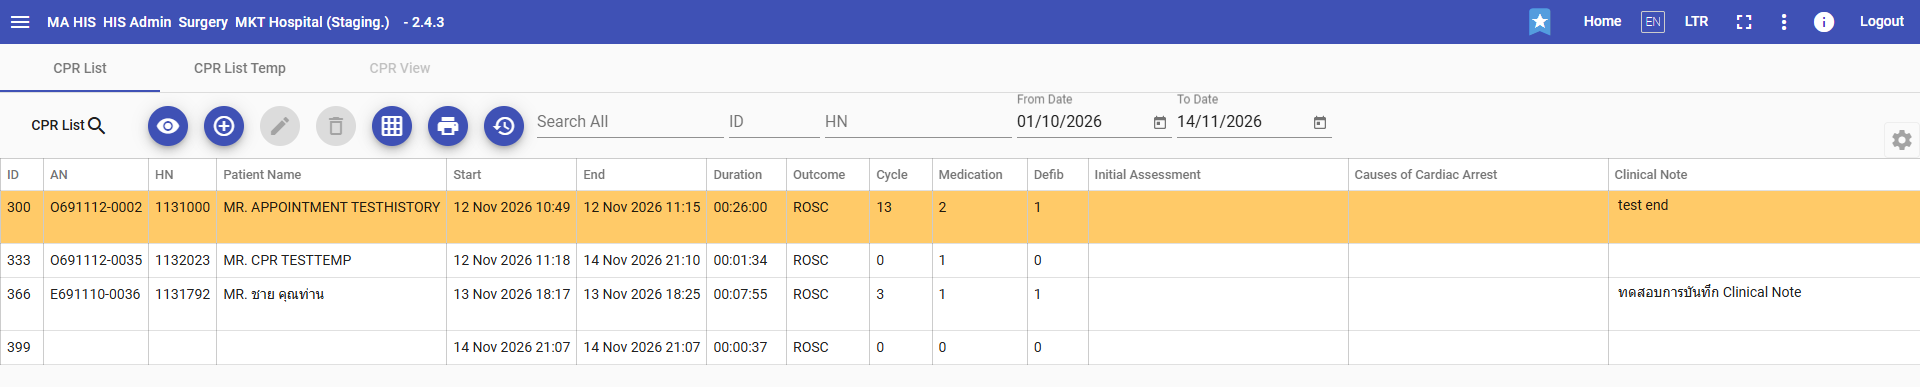 MA HIS HIS Admin Surgery MKT Hospital (Staging.) - 2.4.3 Home EN LTR Logout
CPR List CPR List Temp CPR View
CPR List Search All ID HN From Date 01/10/2026 To Date 14/11/2026
ID AN HN Patient Name Start End Duration Outcome Cycle Medication Defib Initial Assessment Causes of Cardiac Arrest Clinical Note
300 O691112-0002 1131000 MR. APPOINTMENT TESTHISTORY 12 Nov 2026 10:49 12 Nov 2026 11:15 00:26:00 ROSC 13 2 1 test end
333 O691112-0035 1132023 MR. CPR TESTTEMP 12 Nov 2026 11:18 14 Nov 2026 21:10 00:01:34 ROSC 0 1 0
366 E691110-0036 1131792 MR. ชาย คุณท่าน 13 Nov 2026 18:17 13 Nov 2026 18:25 00:07:55 ROSC 3 1 1 ทดสอบการบันทึก Clinical Note
399 14 Nov 2026 21:07 14 Nov 2026 21:07 00:00:37 ROSC 0 0 0